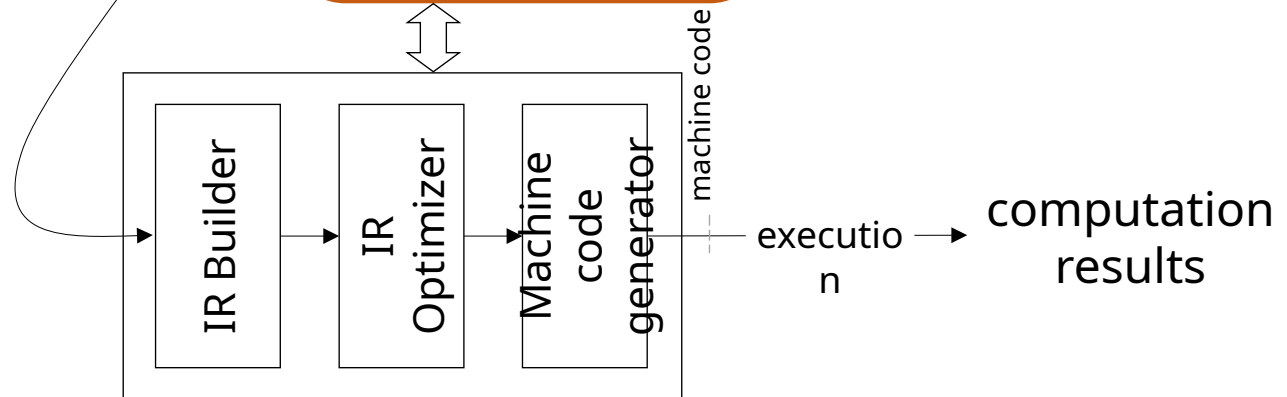 IR Builder
IR
Optimizer
Machine
code
generator
machine code
executio
n
computation
results